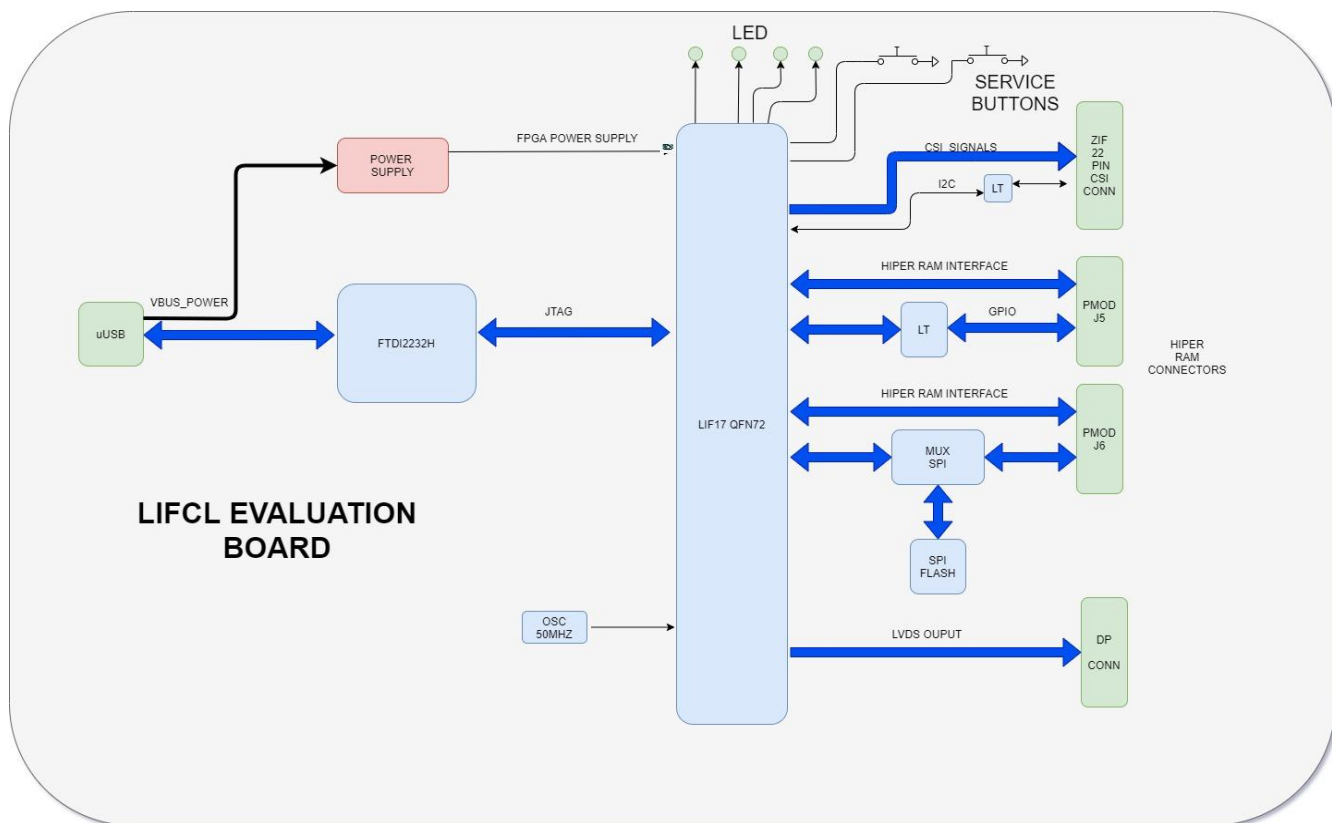 LED
SERVICE
BUTTONS
FPGA POWER SUPPLY
POWER
SUPPLY
CSI_SIGNALS
ZIF
22
PIN
CSI
CONN
I2C
LT
HIPER RAM INTERFACE
VBUS_POWER
uUSB
FTDI2232H
JTAG
LT
GPIO
PMOD
J5
HIPER
RAM
CONNECTORS
HIPER RAM INTERFACE
LIF17 QFN72
MUX
SPI
PMOD
J6
LIFCL EVALUATION
BOARD
SPI
FLASH
OSC
50MHZ
LVDS OUPUT
DP
CONN